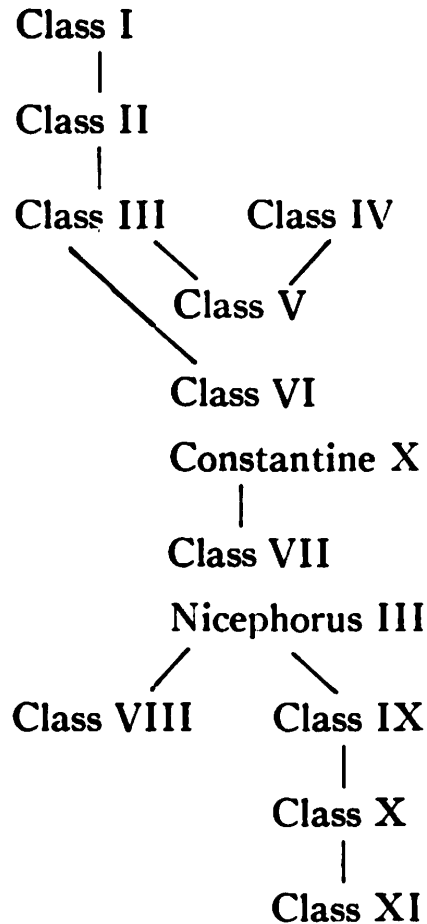 Class I
Class II
Class III Class IV
Class V
Class VI
Constantine X
Class VII
Nicephorus III
Class VIII Class IX
Class X
Class XI